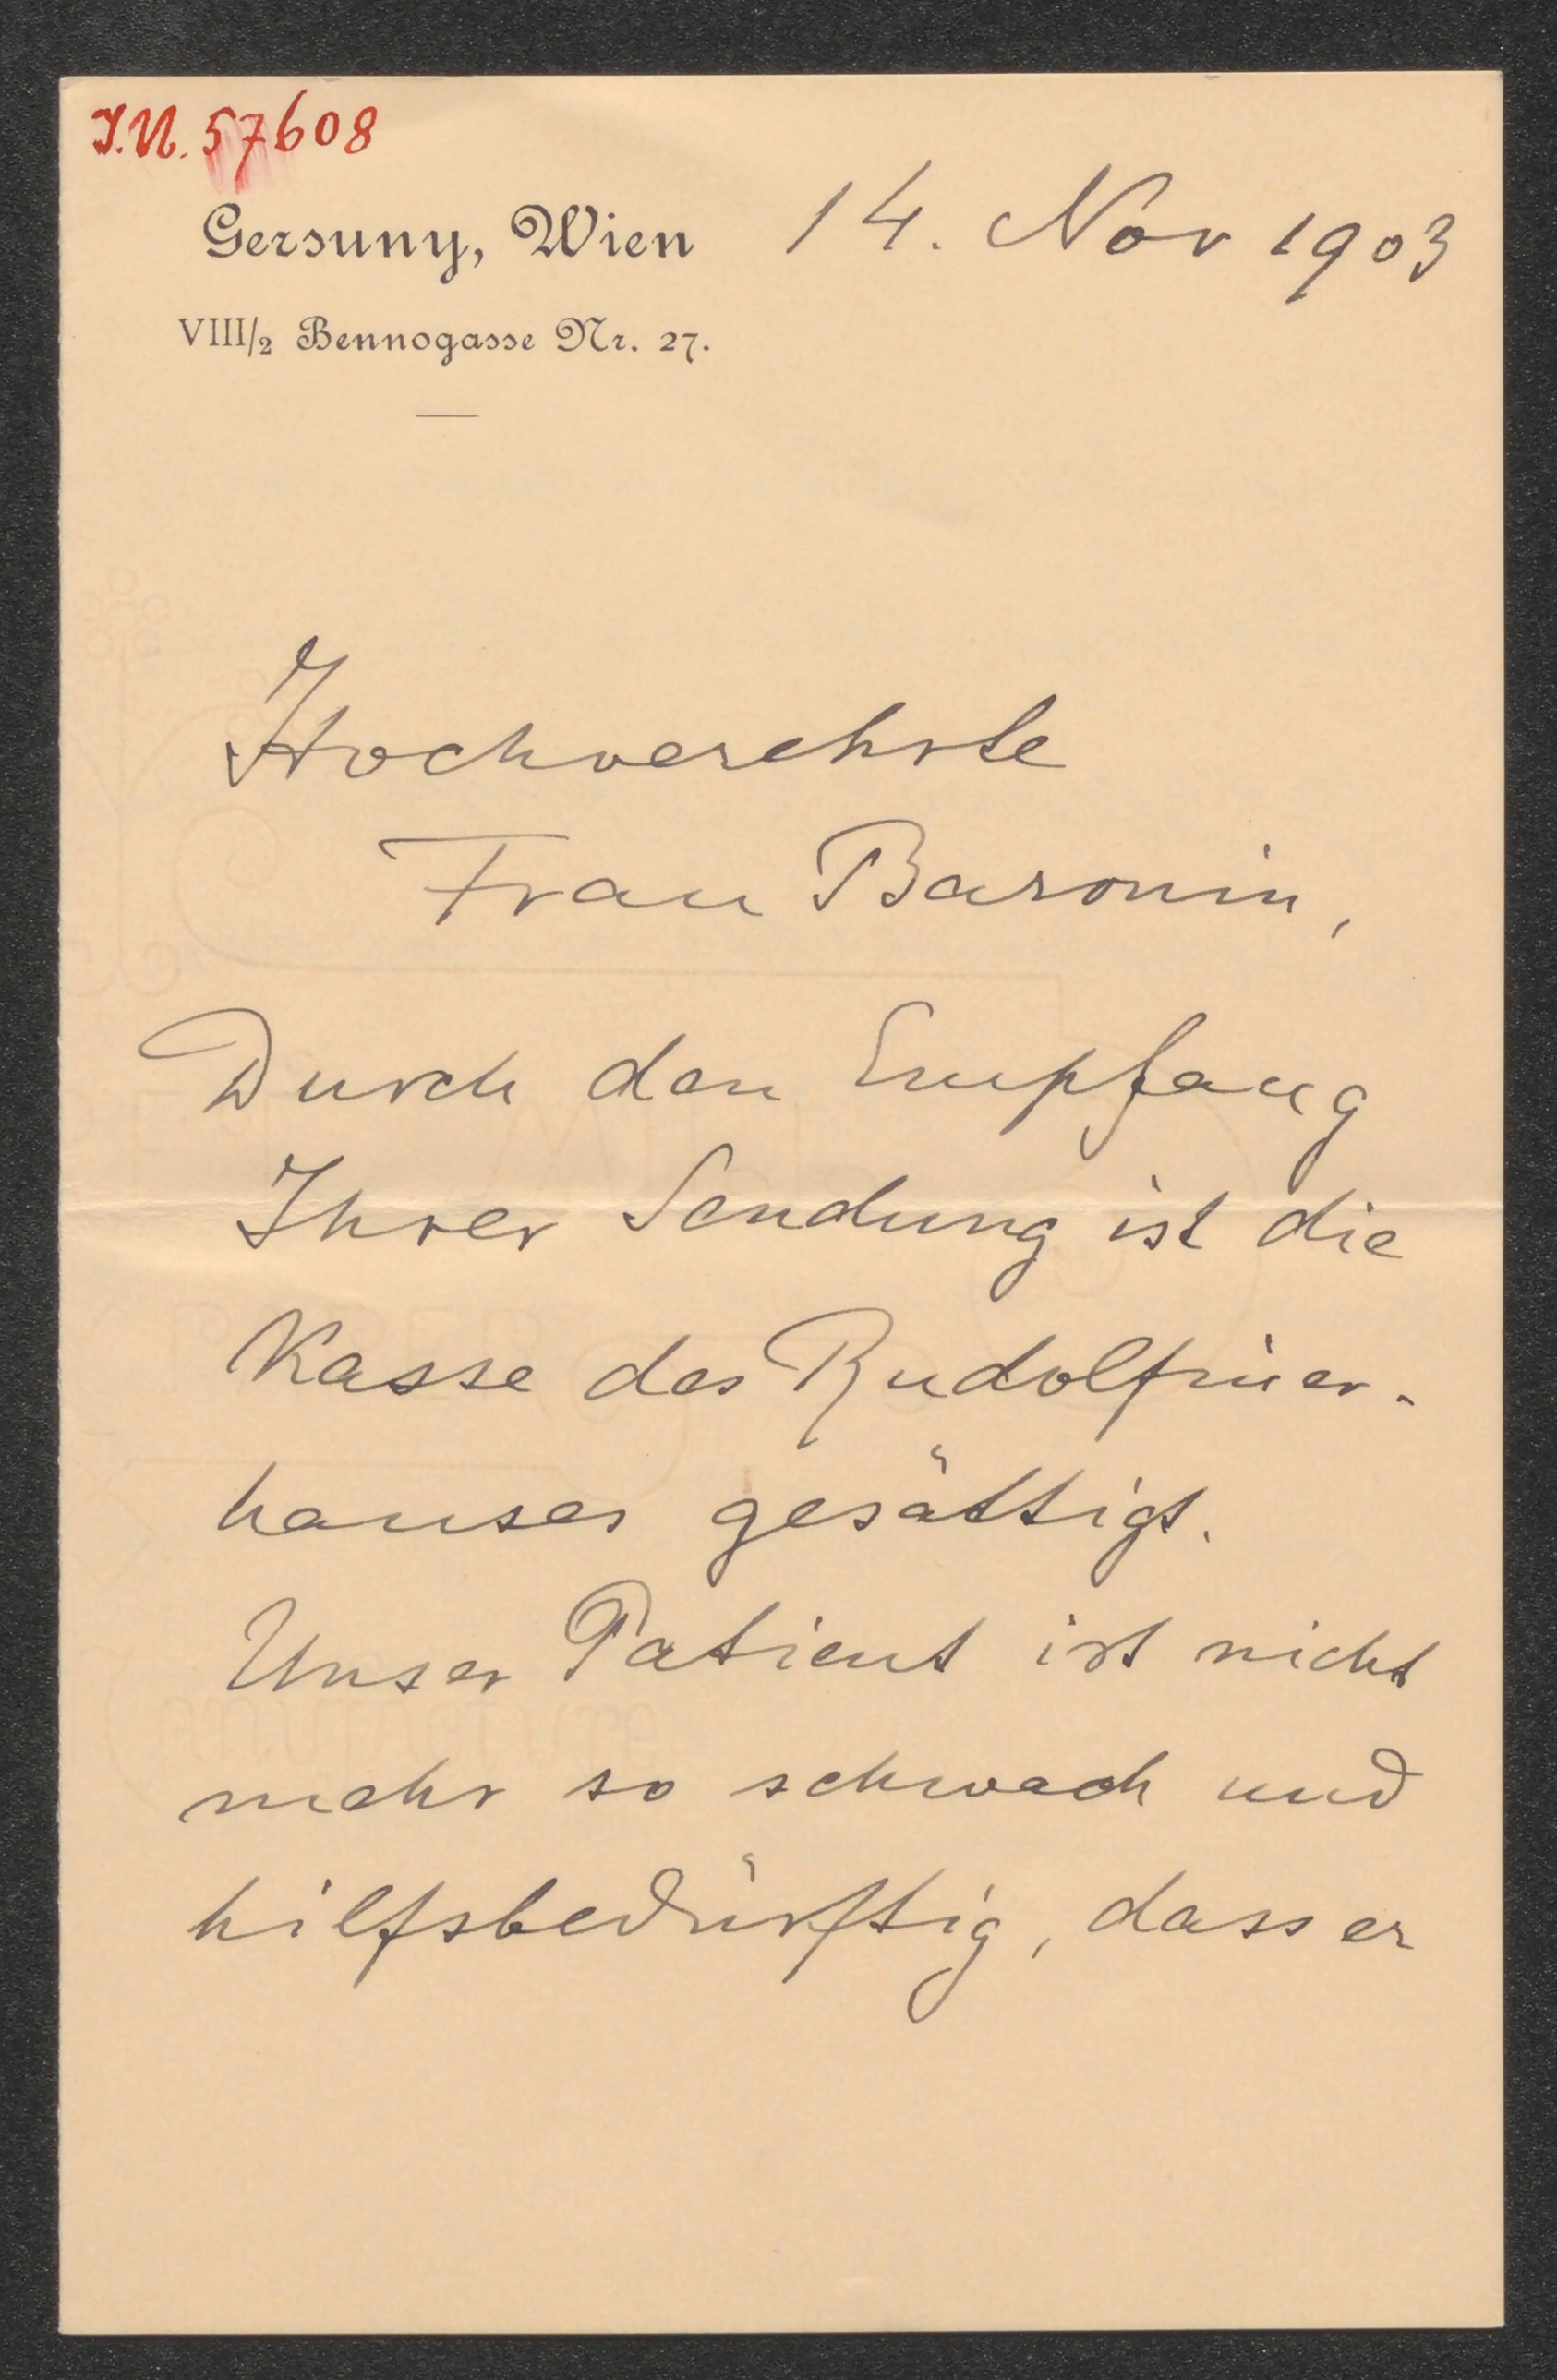 I.N. 57608
Gersuny, Wien 14. Nov 1903
VIII/2 Bennogasse Nr. 27.
Hochverehrte
Frau Baronin,
Durch den Empfang
Ihrer Sendung ist die
Kasse des Rudolfiner-
hauses gesättigt.
Unser Patient ist nicht
mehr so schwach und
hilfsbedürftig, dass er